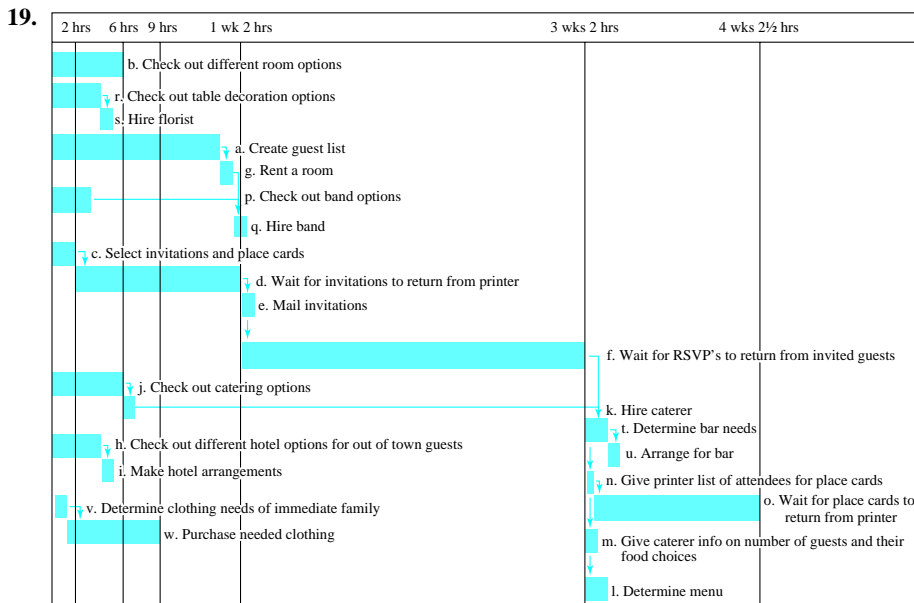 19.
2 hrs 6 hrs 9 hrs 1 wk 2 hrs 3 wks 2 hrs 4 wks 2½ hrs
b. Check out different room options
r. Check out table decoration options
s. Hire florist
a. Create guest list
g. Rent a room
p. Check out band options
q. Hire band
c. Select invitations and place cards
d. Wait for invitations to return from printer
e. Mail invitations
f. Wait for RSVP's to return from invited guests
j. Check out catering options
k. Hire caterer
t. Determine bar needs
h. Check out different hotel options for out of town guests
u. Arrange for bar
i. Make hotel arrangements
n. Give printer list of attendees for place cards
v. Determine clothing needs of immediate family
o. Wait for place cards to
return from printer
w. Purchase needed clothing
m. Give caterer info on number of guests and their
food choices
l. Determine menu